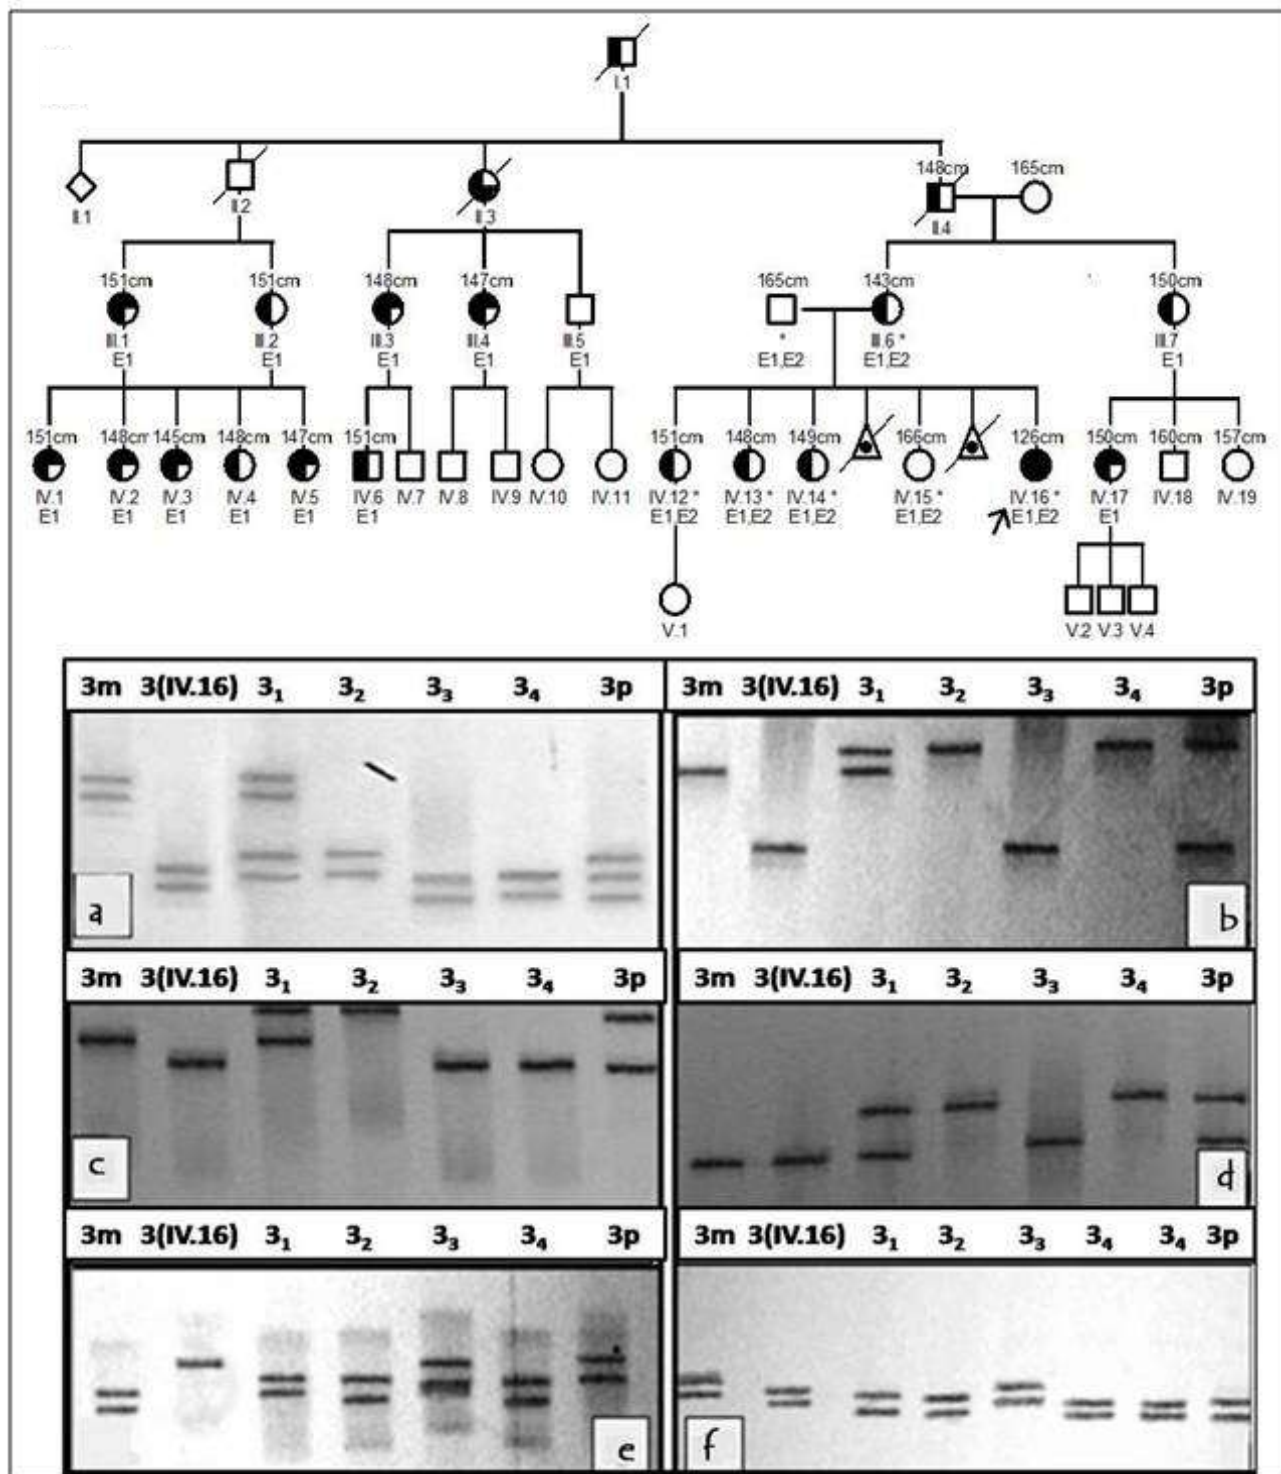 I.1
148cm 165cm
II.1 II.2 II.3 II.4
151cm 151cm 148cm 147cm 165cm 143cm 150cm
III.1 III.2 III.3 III.4 III.5 * III.6 * III.7
E1 E1 E1 E1 E1 E1,E2 E1,E2 E1
151cm 148cm 145cm 148cm 147cm 151cm 151cm 148cm 149cm 166cm 126cm 150cm 160cm 157cm
IV.1 IV.2 IV.3 IV.4 IV.5 IV.6 IV.7 IV.8 IV.9 IV.10 IV.11 IV.12 * IV.13 * IV.14 * IV.15 * IV.16 * IV.17 IV.18 IV.19
E1 E1 E1 E1 E1 E1 E1,E2 E1,E2 E1,E2 E1,E2 E1,E2 E1
V.1 V.2 V.3 V.4
3m 3(IV.16) 3₁ 3₂ 3₃ 3₄ 3p
a
3m 3(IV.16) 3₁ 3₂ 3₃ 3₄ 3p
b
3m 3(IV.16) 3₁ 3₂ 3₃ 3₄ 3p
c
3m 3(IV.16) 3₁ 3₂ 3₃ 3₄ 3p
d
3m 3(IV.16) 3₁ 3₂ 3₃ 3₄ 3p
e
3m 3(IV.16) 3₁ 3₂ 3₃ 3₄ 3₄ 3p
f